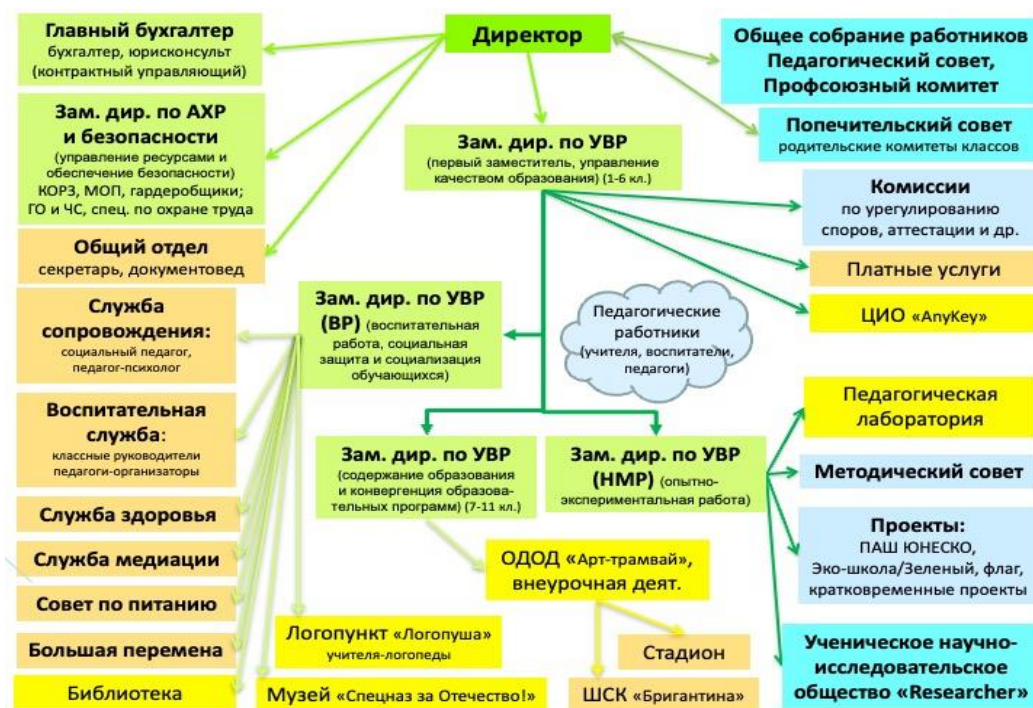 Директор
Главный бухгалтер
бухгалтер, юрисконсульт
(контрактный управляющий)
Зам. дир. по АХР
и безопасности
(управление ресурсами и
обеспечение безопасности)
КОРЗ, МОП, гардеробщики;
ГО и ЧС, спец. по охране труда
Общий отдел
секретарь, документовед
Общее собрание работников
Педагогический совет,
Профсоюзный комитет
Попечительский совет
родительские комитеты классов
Зам. дир. по УВР
(первый заместитель, управление
качеством образования) (1-6 кл.)
Комиссии
по урегулированию
споров, аттестации и др.
Платные услуги
ЦИО «AnyKey»
Зам. дир. по УВР
(ВР) (воспитательная
работа, социальная
защита и социализация
обучающихся)
Педагогические
работники
(учителя, воспитатели,
педагоги)
Служба
сопровождения:
социальный педагог,
педагог-психолог
Воспитательная
служба:
классные руководители
педагоги-организаторы
Служба здоровья
Служба медиации
Совет по питанию
Большая перемена
Библиотека
Зам. дир. по УВР
(содержание образования
и конвергенция образова-
тельных программ) (7-11 кл.)
Зам. дир. по УВР
(НМР) (опытно-
экспериментальная работа)
Педагогическая
лаборатория
Методический совет
Проекты:
ПАШ ЮНЕСКО,
Эко-школа/Зеленый, флаг,
кратковременные проекты
Ученическое научно-
исследовательское
общество «Researcher»
ОДОД «Арт-трамвай»,
внеурочная деят.
Логопункт «Логопуша»
учителя-логопеды
Музей «Спецназ за Отечество!»
Стадион
ШСК «Бригантина»